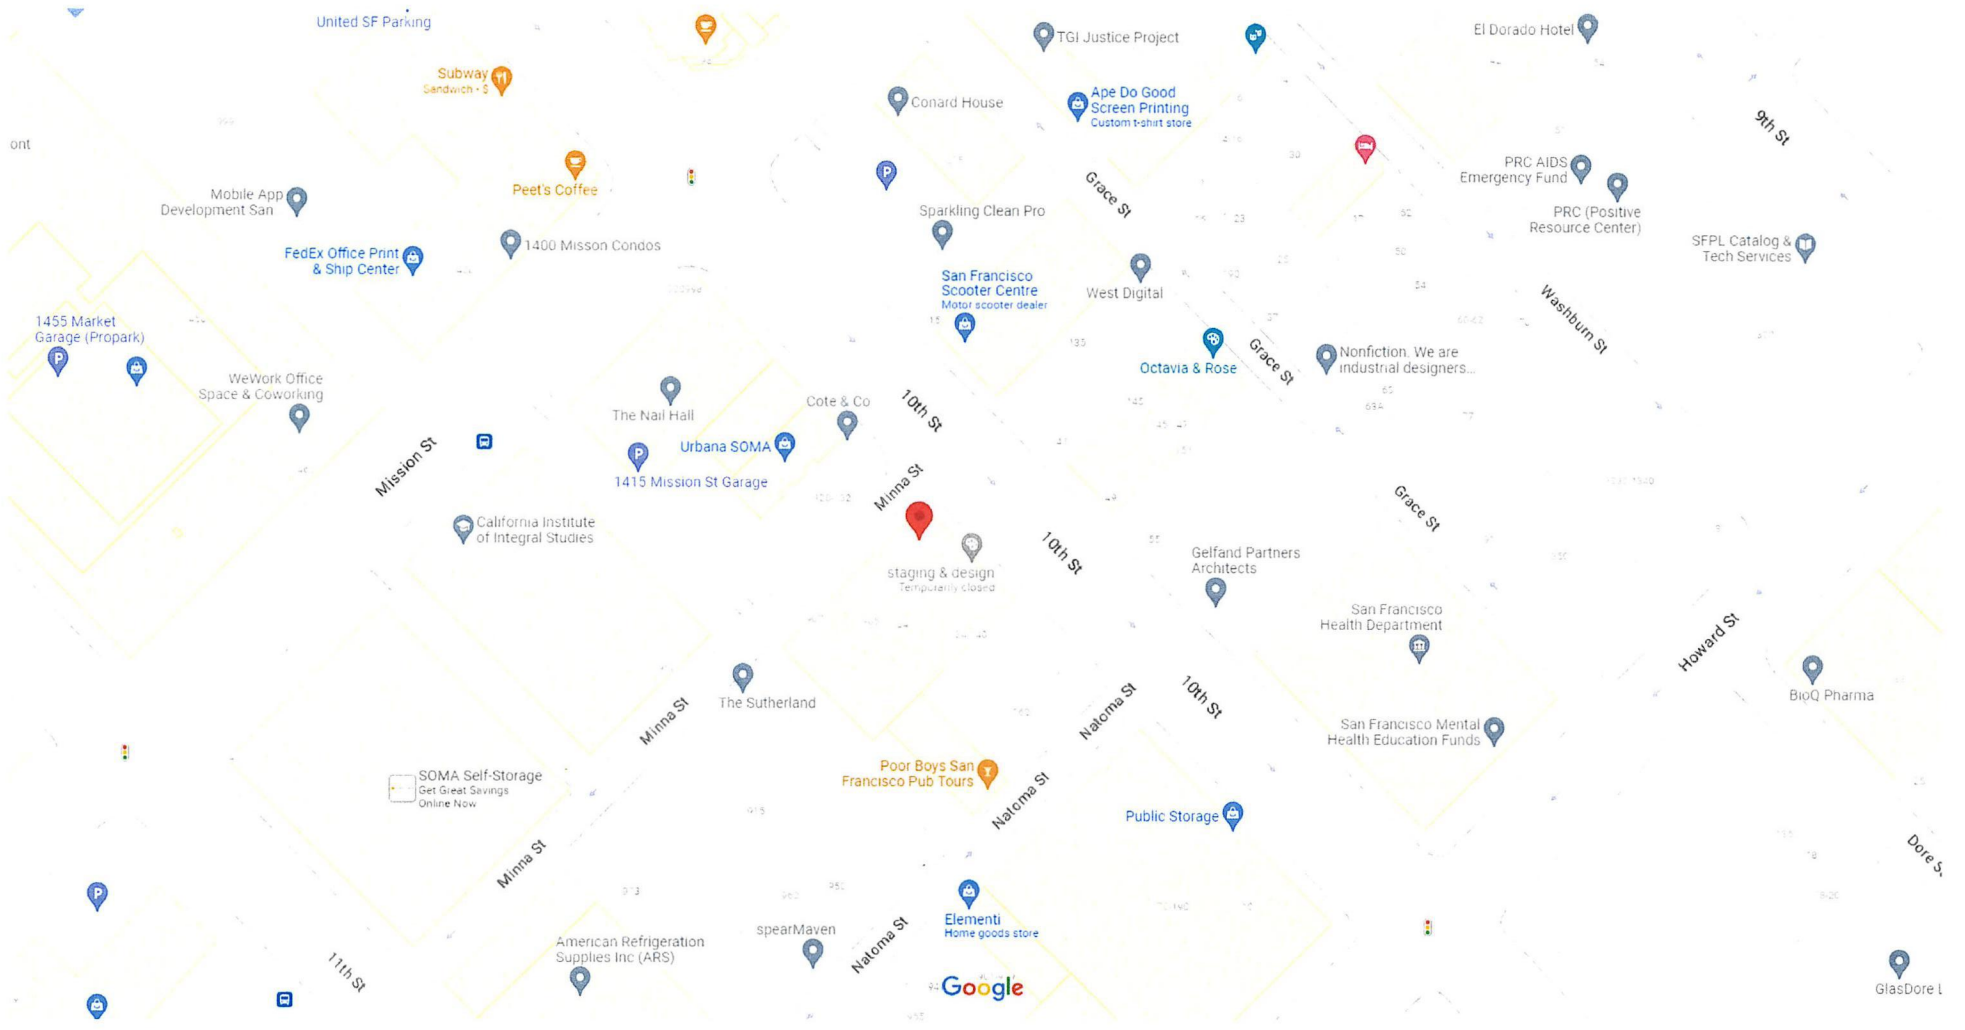 United SF Parking
TGI Justice Project
El Dorado Hotel
Subway
Sandwich - $
Ape Do Good
Screen Printing
Custom t-shirt store
Conard House
9th St
ont
PRC AIDS
Emergency Fund
Peet's Coffee
Grace St
Mobile App
Development San
Sparkling Clean Pro
PRC (Positive
Resource Center)
1400 Misson Condos
SFPL Catalog &
Tech Services
FedEx Office Print
& Ship Center
San Francisco
Scooter Centre
Motor scooter dealer
West Digital
Washburn St
1455 Market
Garage (Propark)
Octavia & Rose
Grace St
Nonfiction. We are
industrial designers...
WeWork Office
Space & Coworking
The Nail Hall
Cote & Co
10th St
Mission St
Urbana SOMA
1415 Mission St Garage
Minna St
Grace St
California Institute
of Integral Studies
10th St
staging & design
Temporarily closed
Gelfand Partners
Architects
San Francisco
Health Department
Howard St
BioQ Pharma
The Sutherland
Minna St
Natoma St
10th St
San Francisco Mental
Health Education Funds
SOMA Self-Storage
Get Great Savings
Online Now
Poor Boys San
Francisco Pub Tours
Natoma St
Public Storage
Minna St
Dore S
Elementi
Home goods store
American Refrigeration
Supplies Inc (ARS)
spearMaven
Natoma St
11th St
Google
GlasDore L